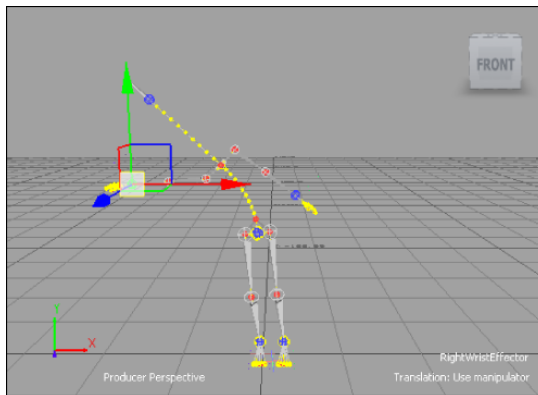 FRONT
Y
X
RightWristEffector
Producer Perspective
Translation: Use manipulator